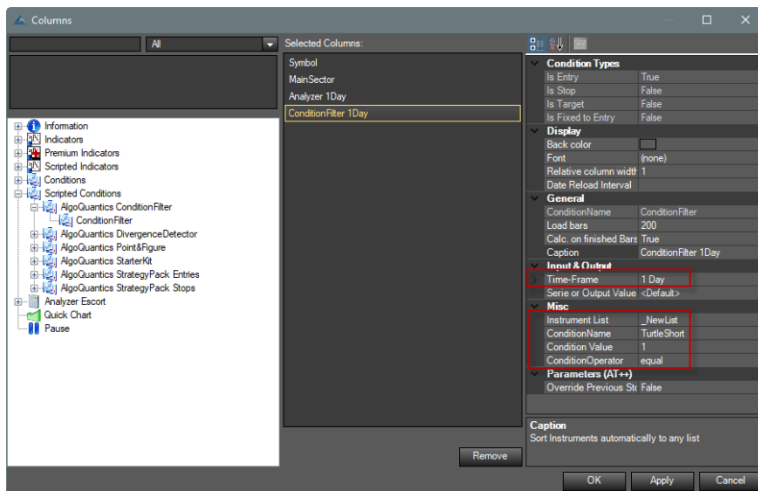 Columns
All
Information
Indicators
Premium Indicators
Scripted Indicators
Conditions
Scripted Conditions
AlgoQuantics ConditionFilter
ConditionFilter
AlgoQuantics DivergenceDetector
AlgoQuantics Point&Figure
AlgoQuantics StarterKit
AlgoQuantics StrategyPack Entries
AlgoQuantics StrategyPack Stops
Analyzer Escort
Quick Chart
Pause
Selected Columns:
Symbol
MainSector
Analyzer 1Day
ConditionFilter 1Day
Remove
Condition Types
Is Entry True
Is Stop False
Is Target False
Is Fixed to Entry False
Display
Back color
Font (none)
Relative column widt 1
Date Reload Interval
General
ConditionName ConditionFilter
Load bars 200
Calc. on finished Bars True
Caption ConditionFilter 1Day
Input & Output
Time-Frame 1 Day
Serie or Output Value <Default>
Misc
Instrument List _NewList
ConditionName TurtleShort
Condition Value 1
ConditionOperator equal
Parameters (AT++)
Override Previous Sto False
Caption
Sort Instruments automatically to any list
OK Apply Cancel